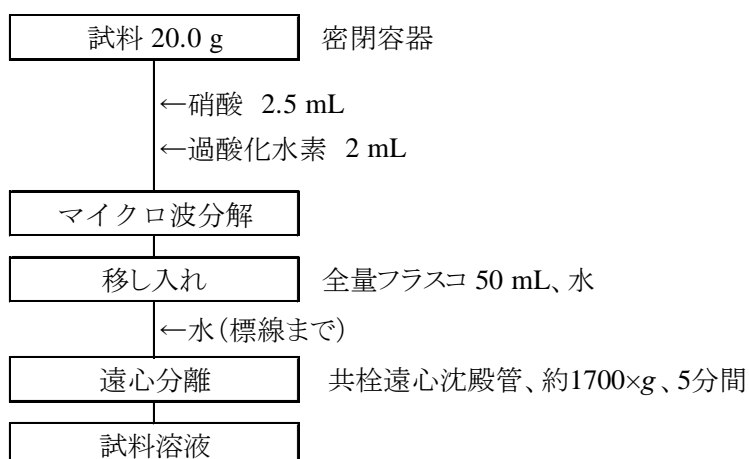 試料 20.0 g 密閉容器
←硝酸 2.5 mL
←過酸化水素 2 mL
マイクロ波分解
移し入れ 全量フラスコ 50 mL、水
←水(標線まで)
遠心分離 共栓遠心沈殿管、約1700×g、5分間
試料溶液